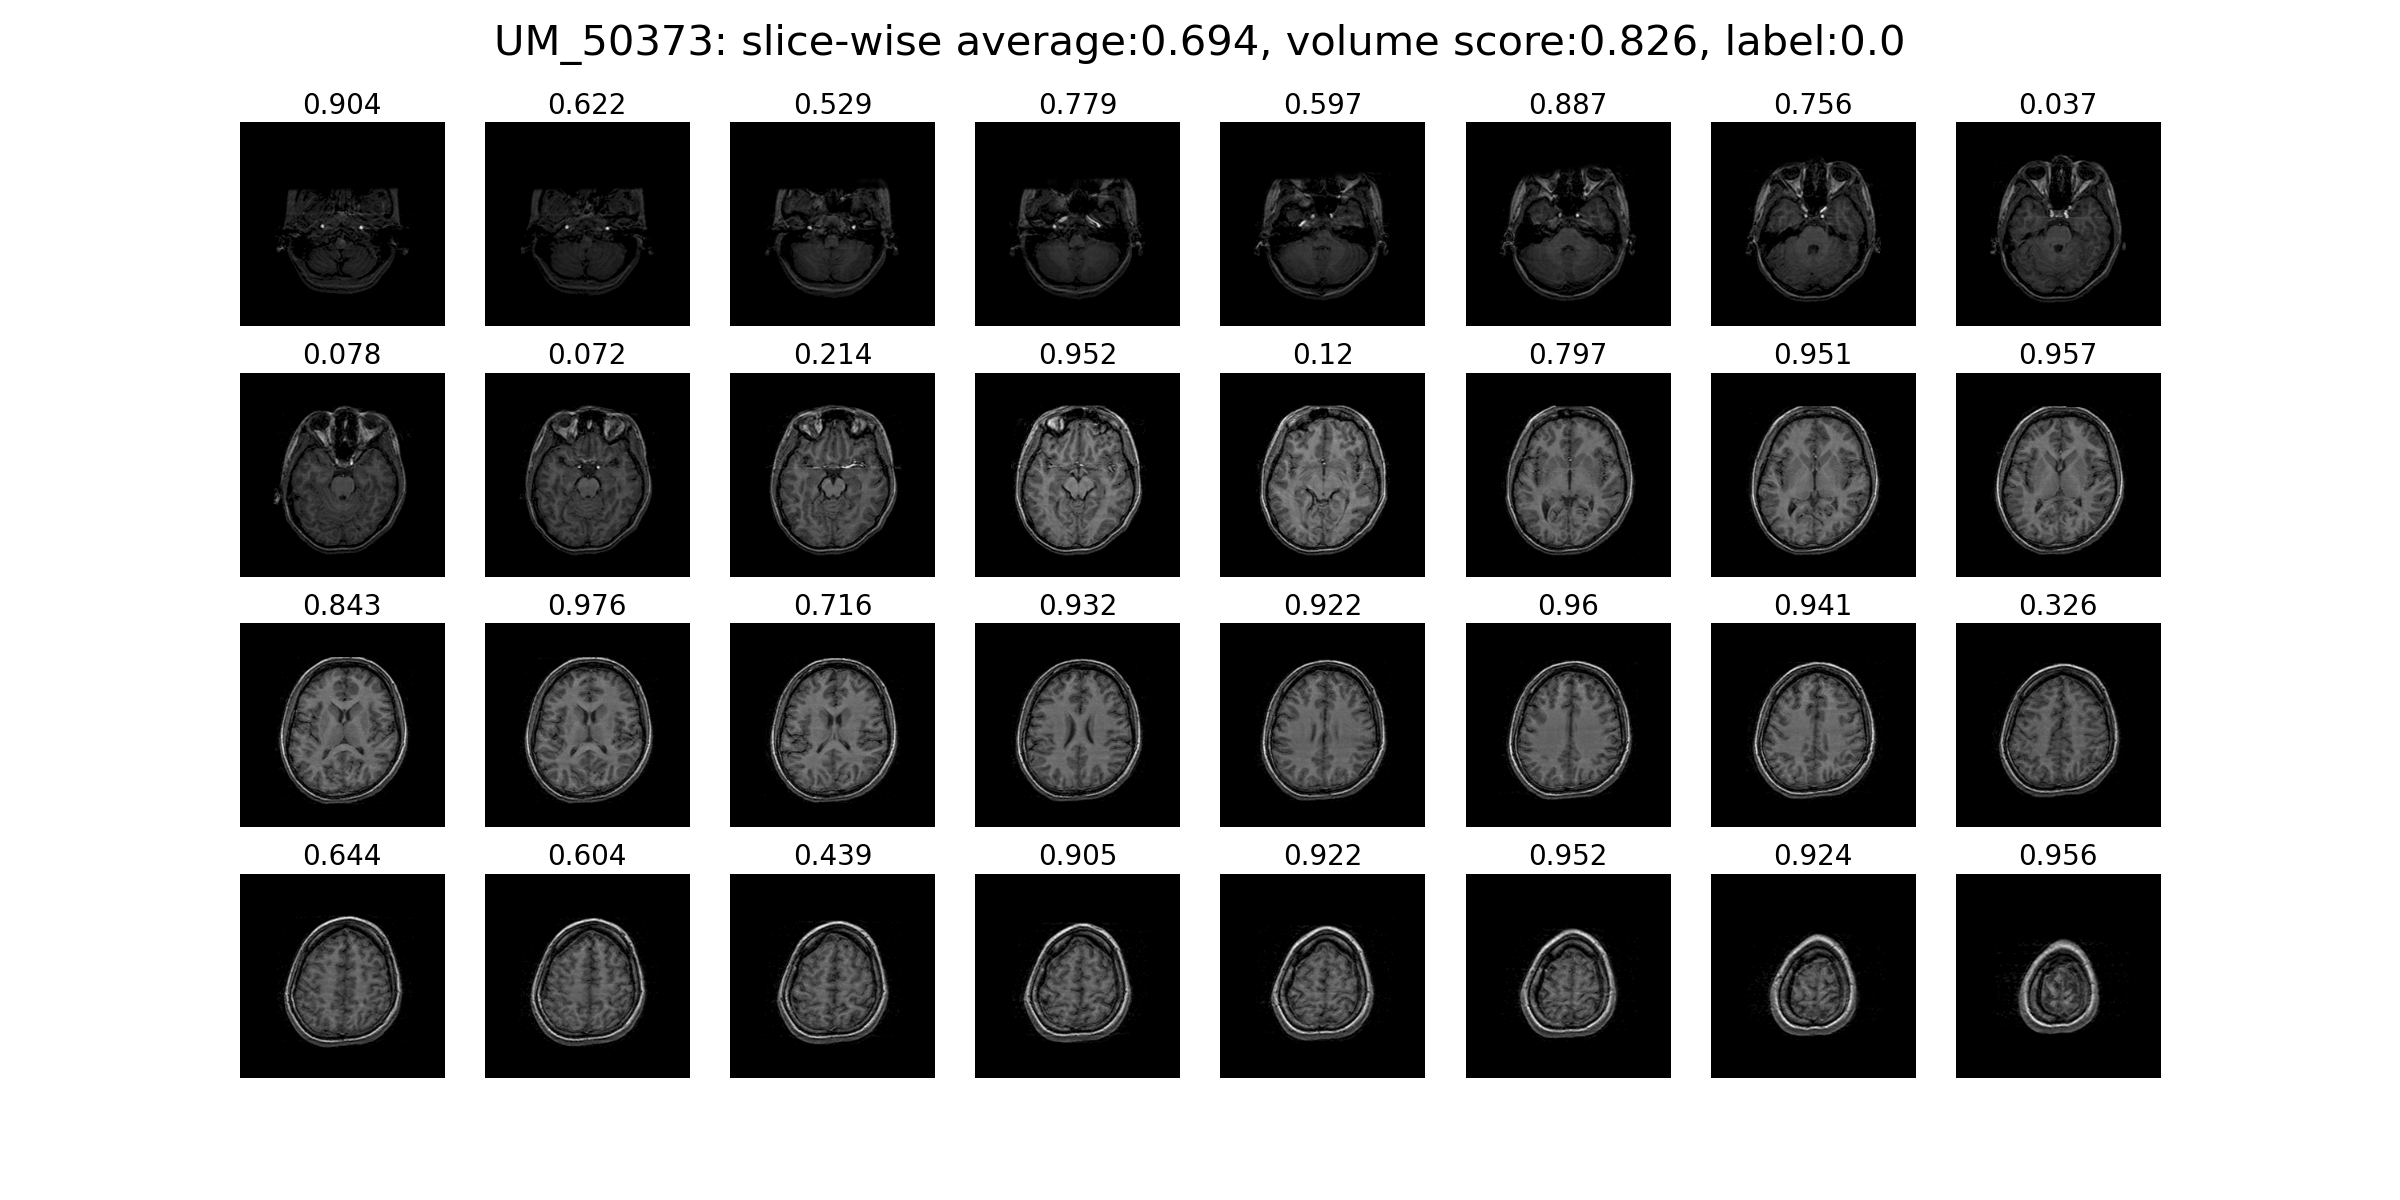 UM_50373: slice-wise average:0.694, volume score:0.826, label:0.0
0.904 0.622 0.529 0.779 0.597 0.887 0.756 0.037
0.078 0.072 0.214 0.952 0.12 0.797 0.951 0.957
0.843 0.976 0.716 0.932 0.922 0.96 0.941 0.326
0.644 0.604 0.439 0.905 0.922 0.952 0.924 0.956